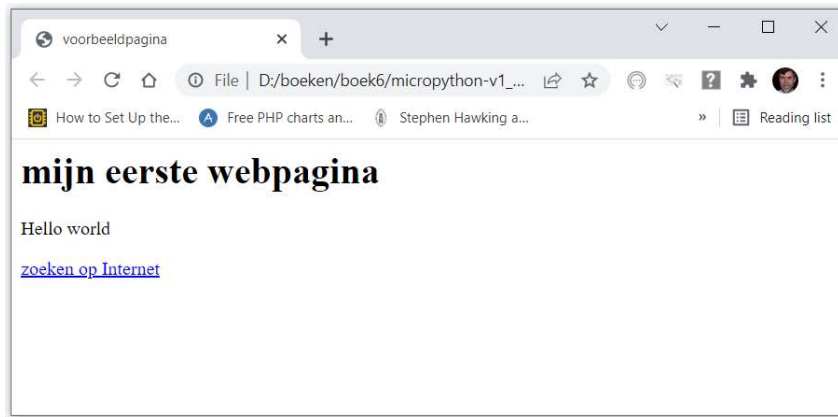 voorbeeldpagina
File | D:/boeken/boek6/micropython-v1_...
How to Set Up the... Free PHP charts an... Stephen Hawking a... » Reading list
mijn eerste webpagina
Hello world
zoeken op Internet